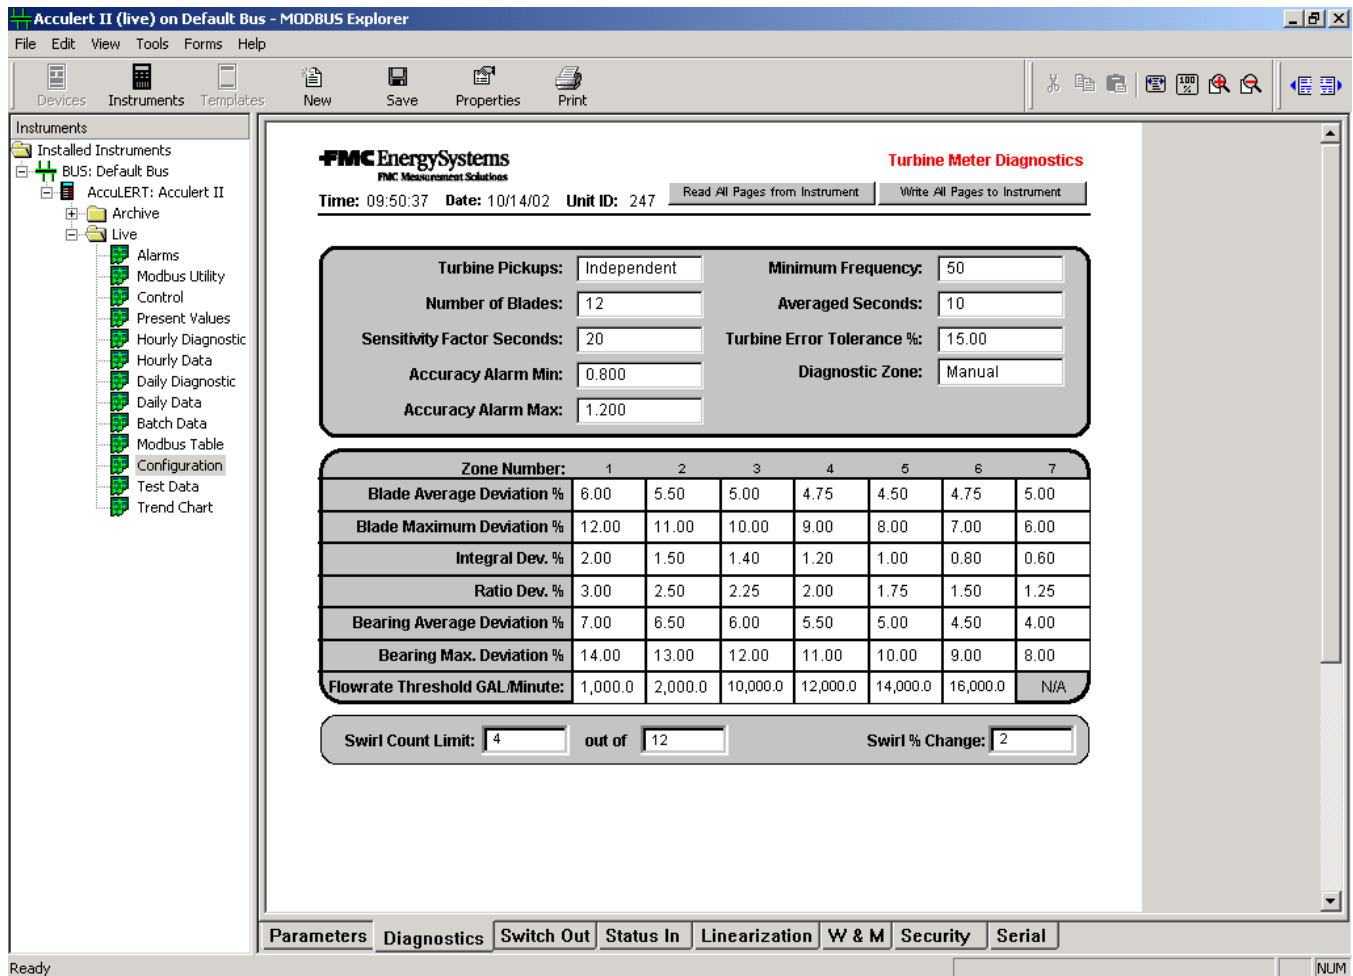 Acculert II (live) on Default Bus - MODBUS Explorer
File Edit View Tools Forms Help
Devices Instruments Templates New Save Properties Print
Instruments
Installed Instruments
BUS: Default Bus
AccuLERT: Acculert II
Archive
Live
Alarms
Modbus Utility
Control
Present Values
Hourly Diagnostic
Hourly Data
Daily Diagnostic
Daily Data
Batch Data
Modbus Table
Configuration
Test Data
Trend Chart
FMC EnergySystems
FMC Measurement Solutions
Turbine Meter Diagnostics
Time: 09:50:37 Date: 10/14/02 Unit ID: 247 Read All Pages from Instrument Write All Pages to Instrument
Turbine Pickups: Independent Minimum Frequency: 50
Number of Blades: 12 Averaged Seconds: 10
Sensitivity Factor Seconds: 20 Turbine Error Tolerance %: 15.00
Accuracy Alarm Min: 0.800 Diagnostic Zone: Manual
Accuracy Alarm Max: 1.200
Zone Number: 1 2 3 4 5 6 7
Blade Average Deviation % 6.00 5.50 5.00 4.75 4.50 4.75 5.00
Blade Maximum Deviation % 12.00 11.00 10.00 9.00 8.00 7.00 6.00
Integral Dev. % 2.00 1.50 1.40 1.20 1.00 0.80 0.60
Ratio Dev. % 3.00 2.50 2.25 2.00 1.75 1.50 1.25
Bearing Average Deviation % 7.00 6.50 6.00 5.50 5.00 4.50 4.00
Bearing Max. Deviation % 14.00 13.00 12.00 11.00 10.00 9.00 8.00
Flowrate Threshold GAL/Minute: 1,000.0 2,000.0 10,000.0 12,000.0 14,000.0 16,000.0 N/A
Swirl Count Limit: 4 out of 12 Swirl % Change: 2
Parameters Diagnostics Switch Out Status In Linearization W & M Security Serial
Ready NUM